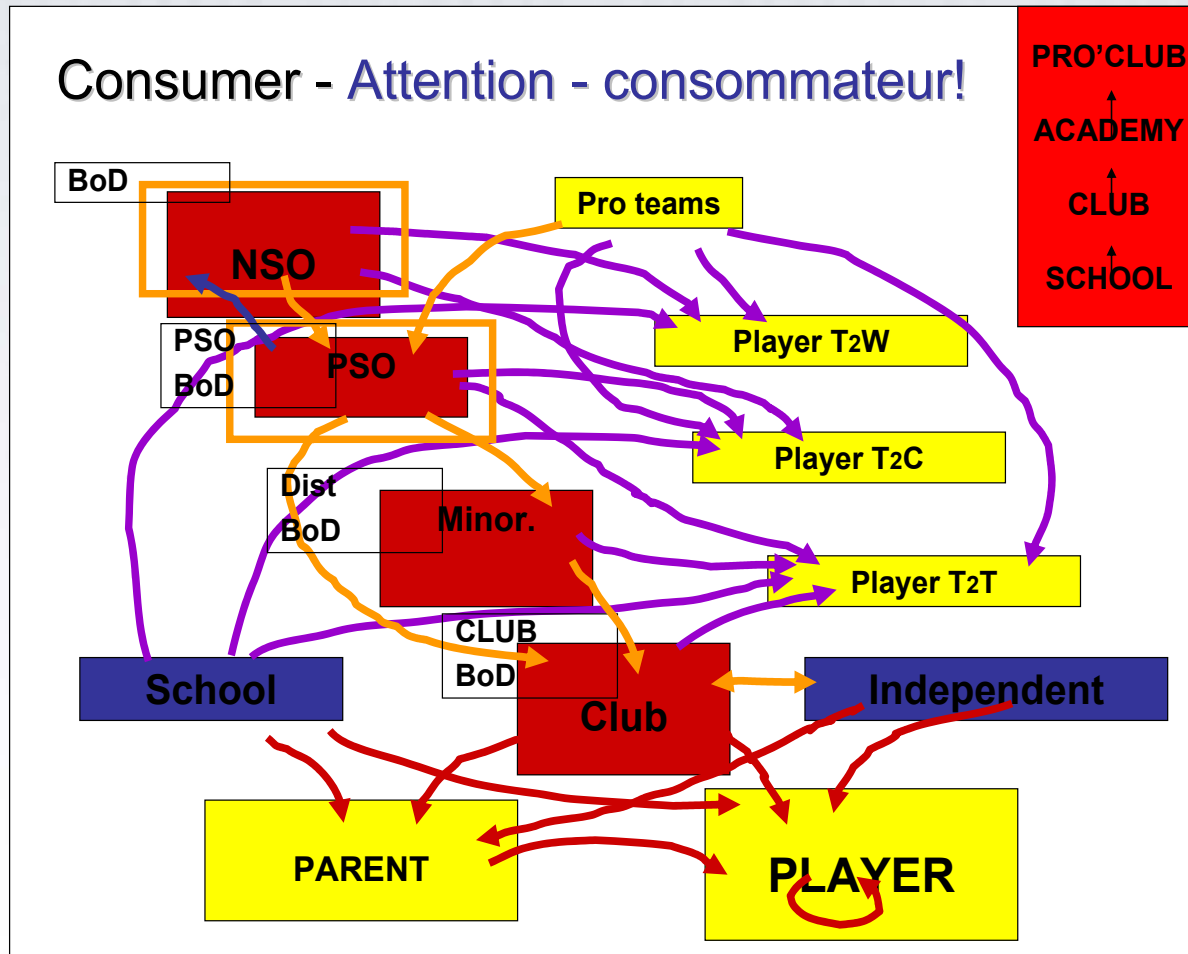 Consumer - Attention - consommateur!
PRO'CLUB
ACADEMY
CLUB
SCHOOL
BoD
NSO
Pro teams
PSO
BoD
PSO
Player T2W
Player T2C
Dist
BoD
Minor.
Player T2T
CLUB
BoD
School
Club
Independent
PARENT
PLAYER